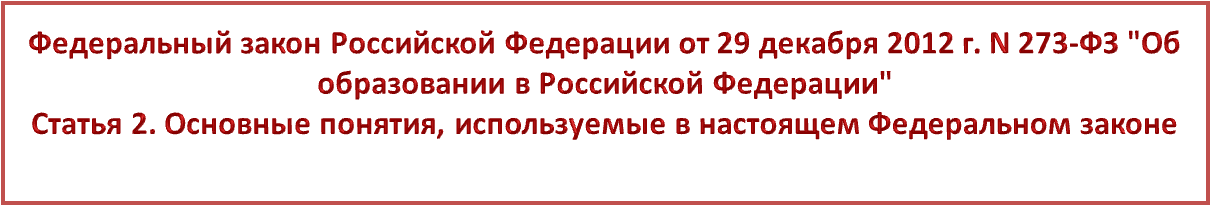 Федеральный закон Российской Федерации от 29 декабря 2012 г. N 273-ФЗ "Об
образовании в Российской Федерации"
Статья 2. Основные понятия, используемые в настоящем Федеральном законе